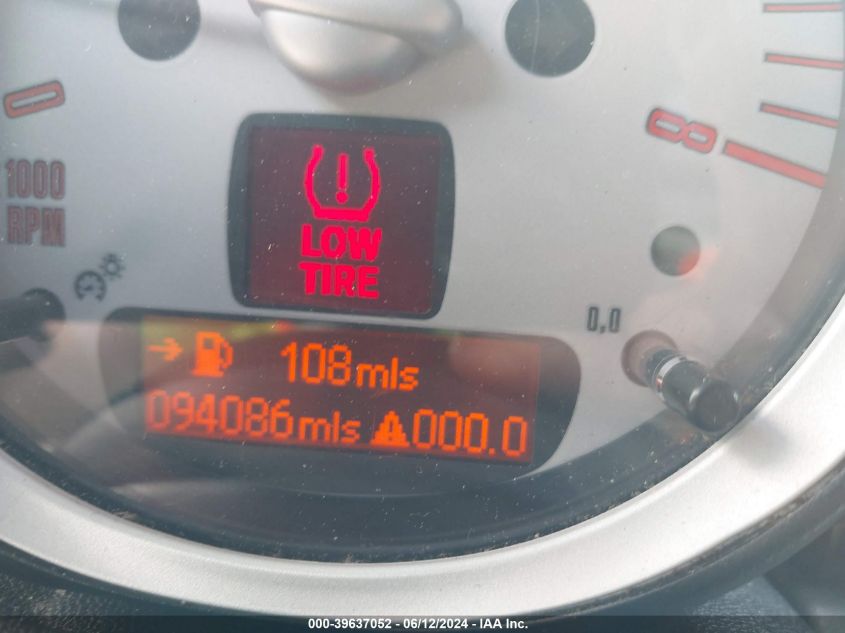 0
8
1000
RPM
LOW
TIRE
0,0
108mls
094086mls 000.0
000-39637052 - 06/12/2024 - IAA Inc.